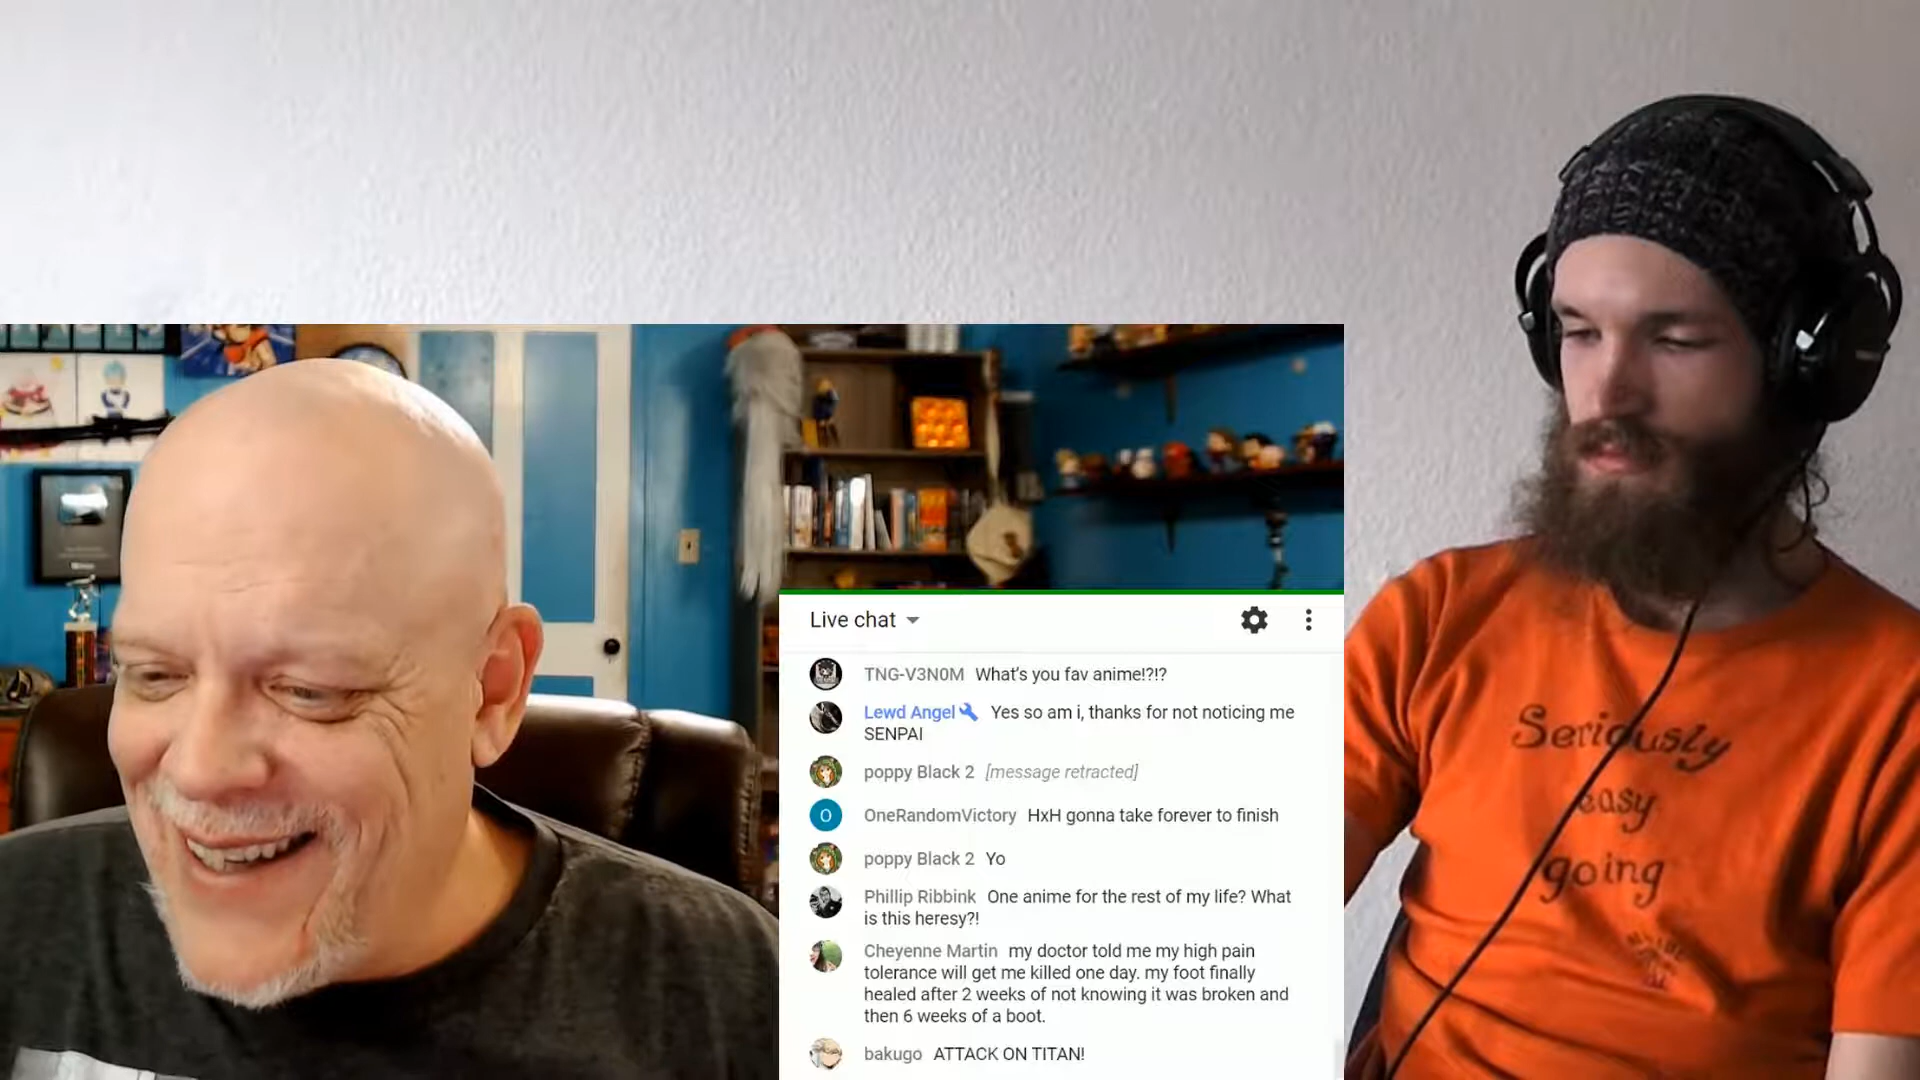 Live chat
TNG-V3N0M What's you fav anime!?!?
Lewd Angel Yes so am i, thanks for not noticing me
SENPAI
poppy Black 2 [message retracted]
O OneRandomVictory HxH gonna take forever to finish
poppy Black 2 Yo
Phillip Ribbink One anime for the rest of my life? What
is this heresy?!
Cheyenne Martin my doctor told me my high pain
tolerance will get me killed one day. my foot finally
healed after 2 weeks of not knowing it was broken and
then 6 weeks of a boot.
bakugo ATTACK ON TITAN!
Seriously
easy
going